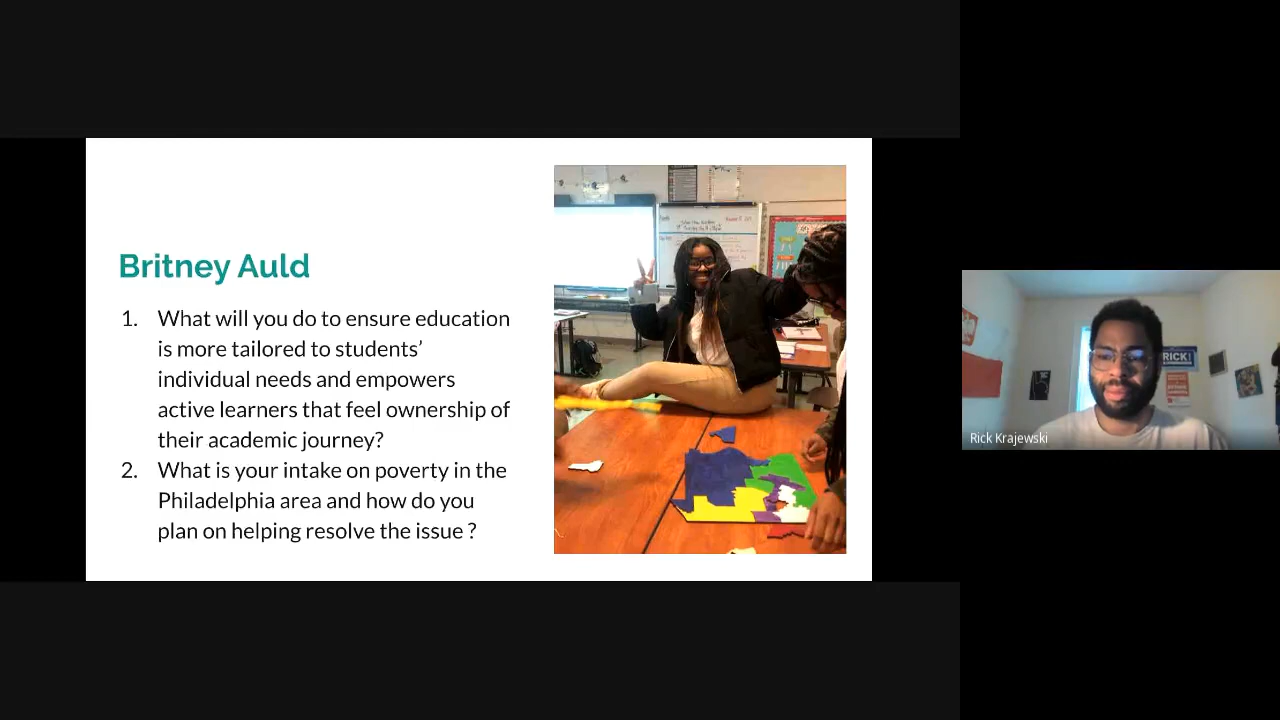 Britney Auld
1. What will you do to ensure education
is more tailored to students'
individual needs and empowers
active learners that feel ownership of
their academic journey?
2. What is your intake on poverty in the
Philadelphia area and how do you
plan on helping resolve the issue ?
RICK!
Rick Krajewski